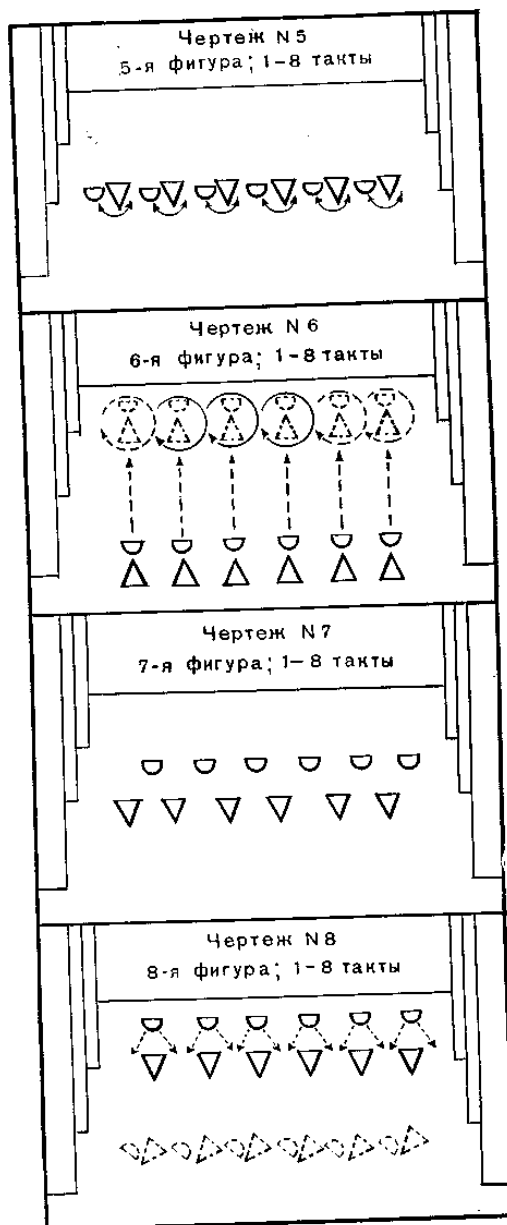 Чертеж N 5
5-я фигура; 1-8 такты
Чертеж N 6
6-я фигура; 1-8 такты
Чертеж N 7
7-я фигура; 1-8 такты
Чертеж N 8
8-я фигура; 1-8 такты